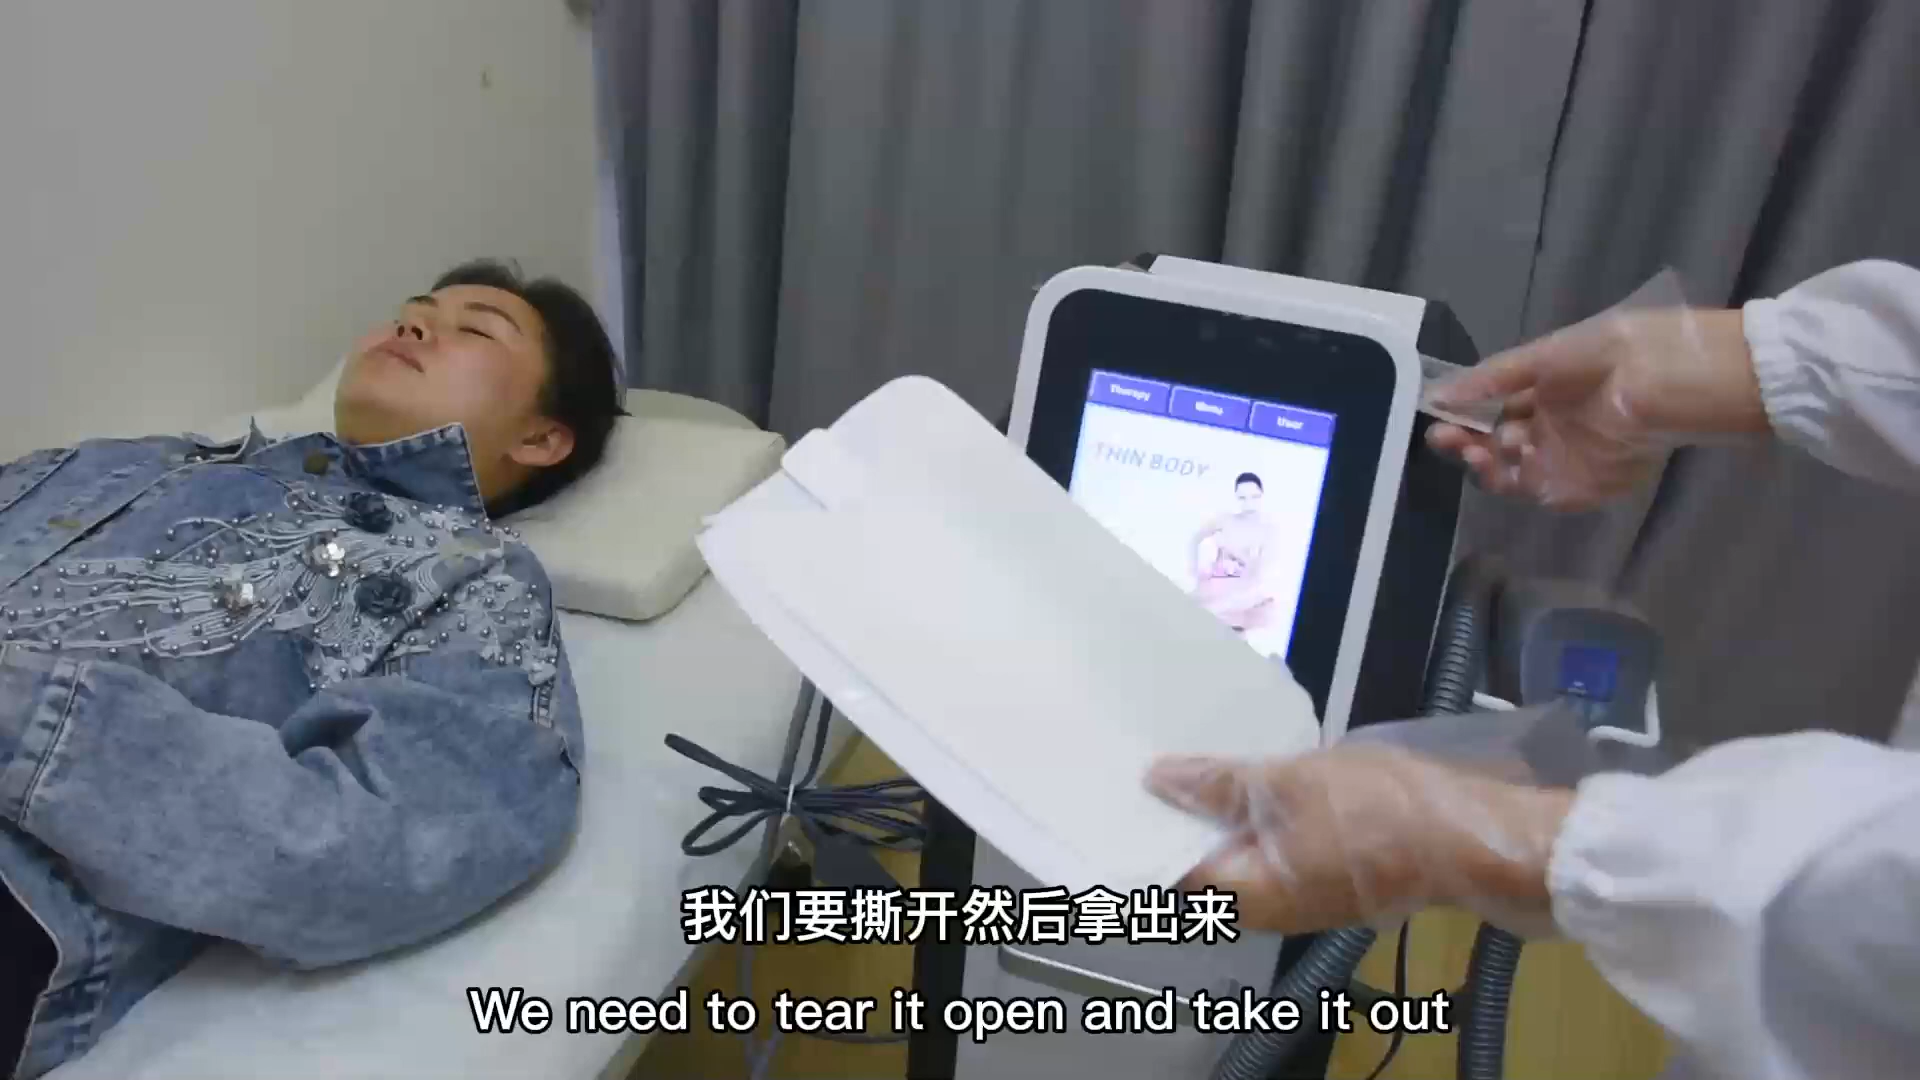 Therapy
Menu
User
THIN BODY
我们要撕开然后拿出来
We need to tear it open and take it out